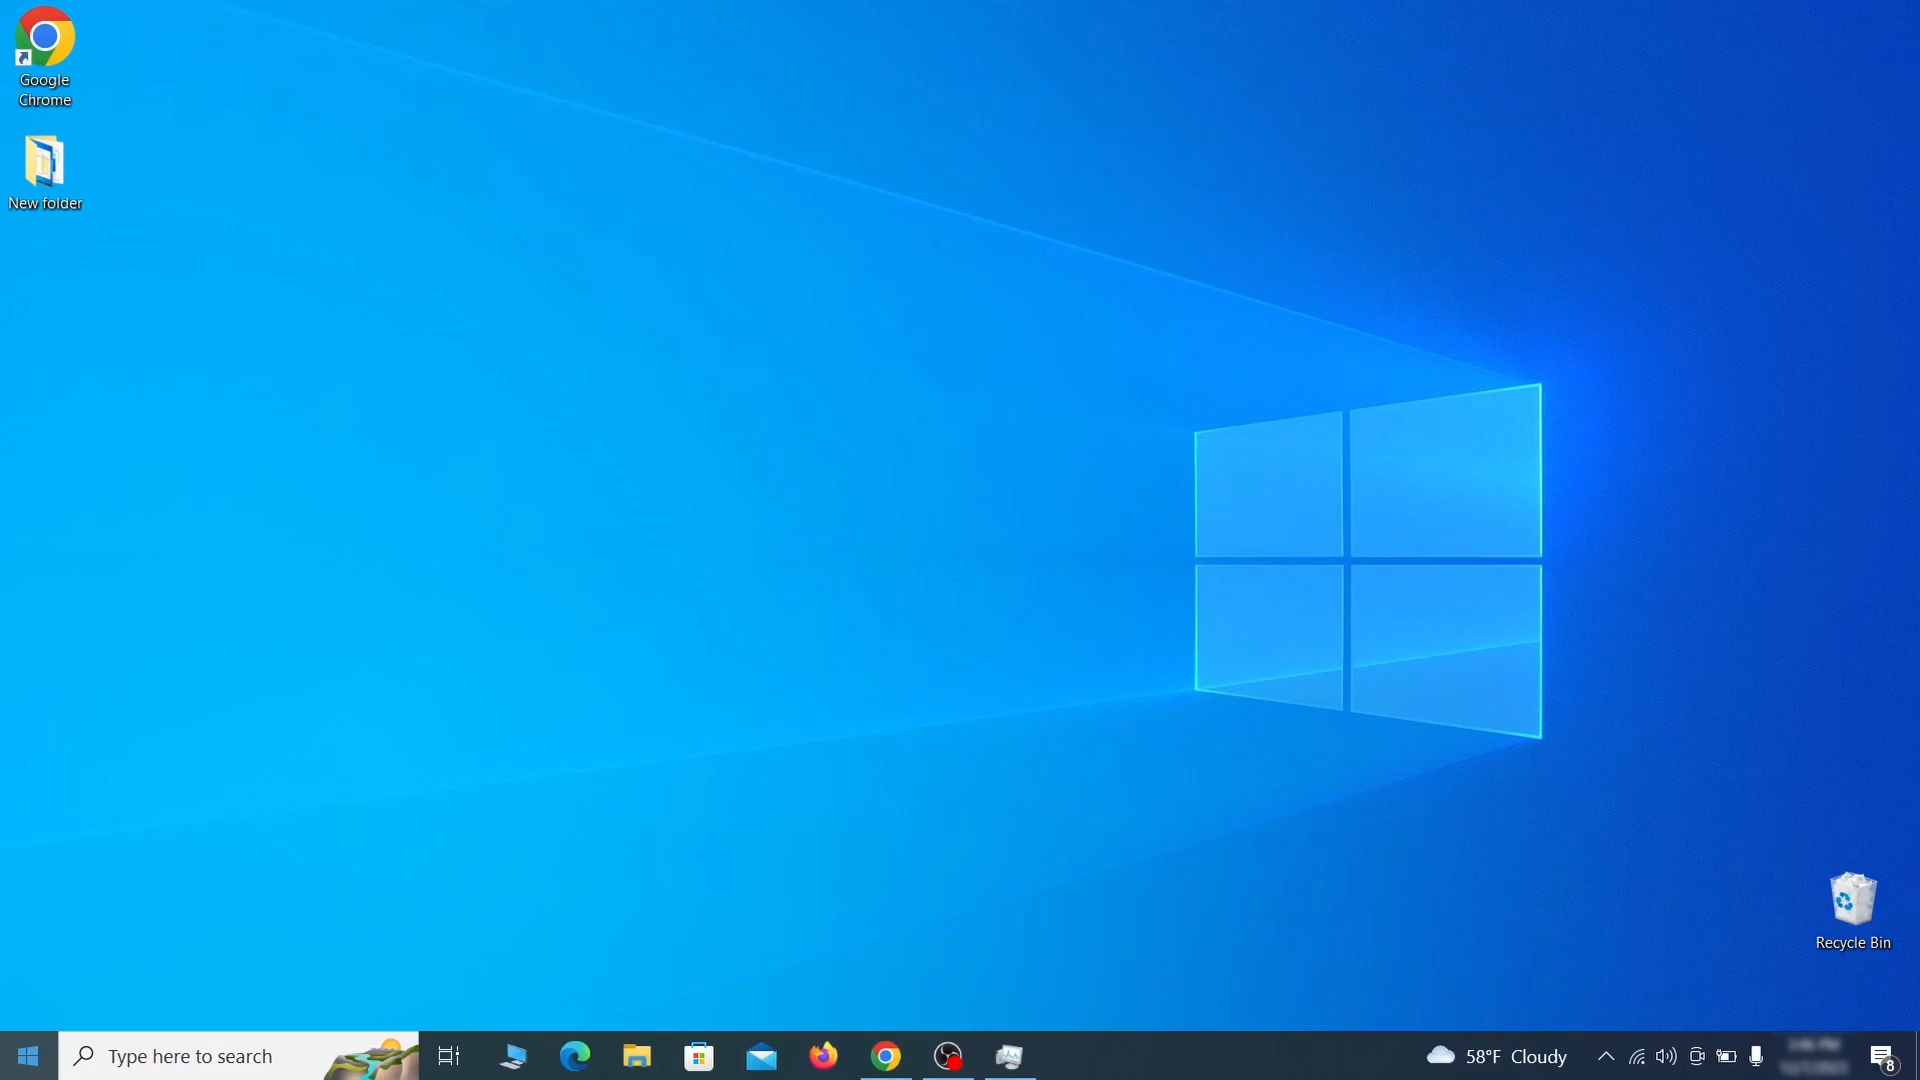 Google
Chrome
New folder
Recycle Bin
Type here to search
58°F Cloudy
8